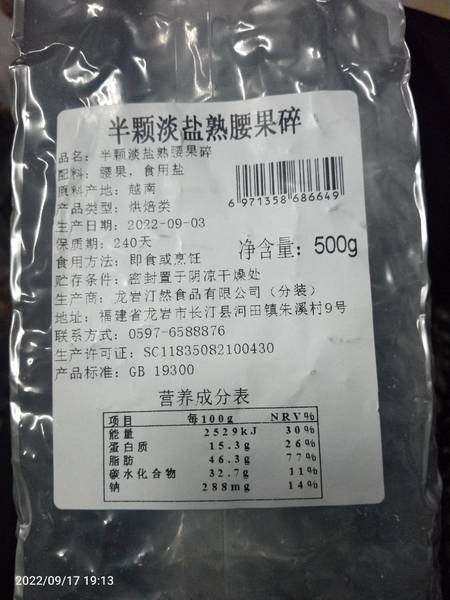 半颗淡盐熟腰果碎
品名：半颗淡盐熟腰果碎
配料：腰果，食用盐
原料产地：越南
产品类型：烘焙类
6 971358 686649
生产日期：2022-09-03
保质期：240天
净含量：500g
食用方法：即食或烹饪
贮存条件：密封置于阴凉干燥处
生产商：龙岩汀然食品有限公司（分装）
地址：福建省龙岩市长汀县河田镇朱溪村9号
联系方式：0597-6588876
生产许可证：SC11835082100430
产品标准：GB 19300
营养成分表
项目 每100g NRV%
能量 2529kJ 30%
蛋白质 15.3g 26%
脂肪 46.3g 77%
碳水化合物 32.7g 11%
钠 288mg 14%
2022/09/17 19:13